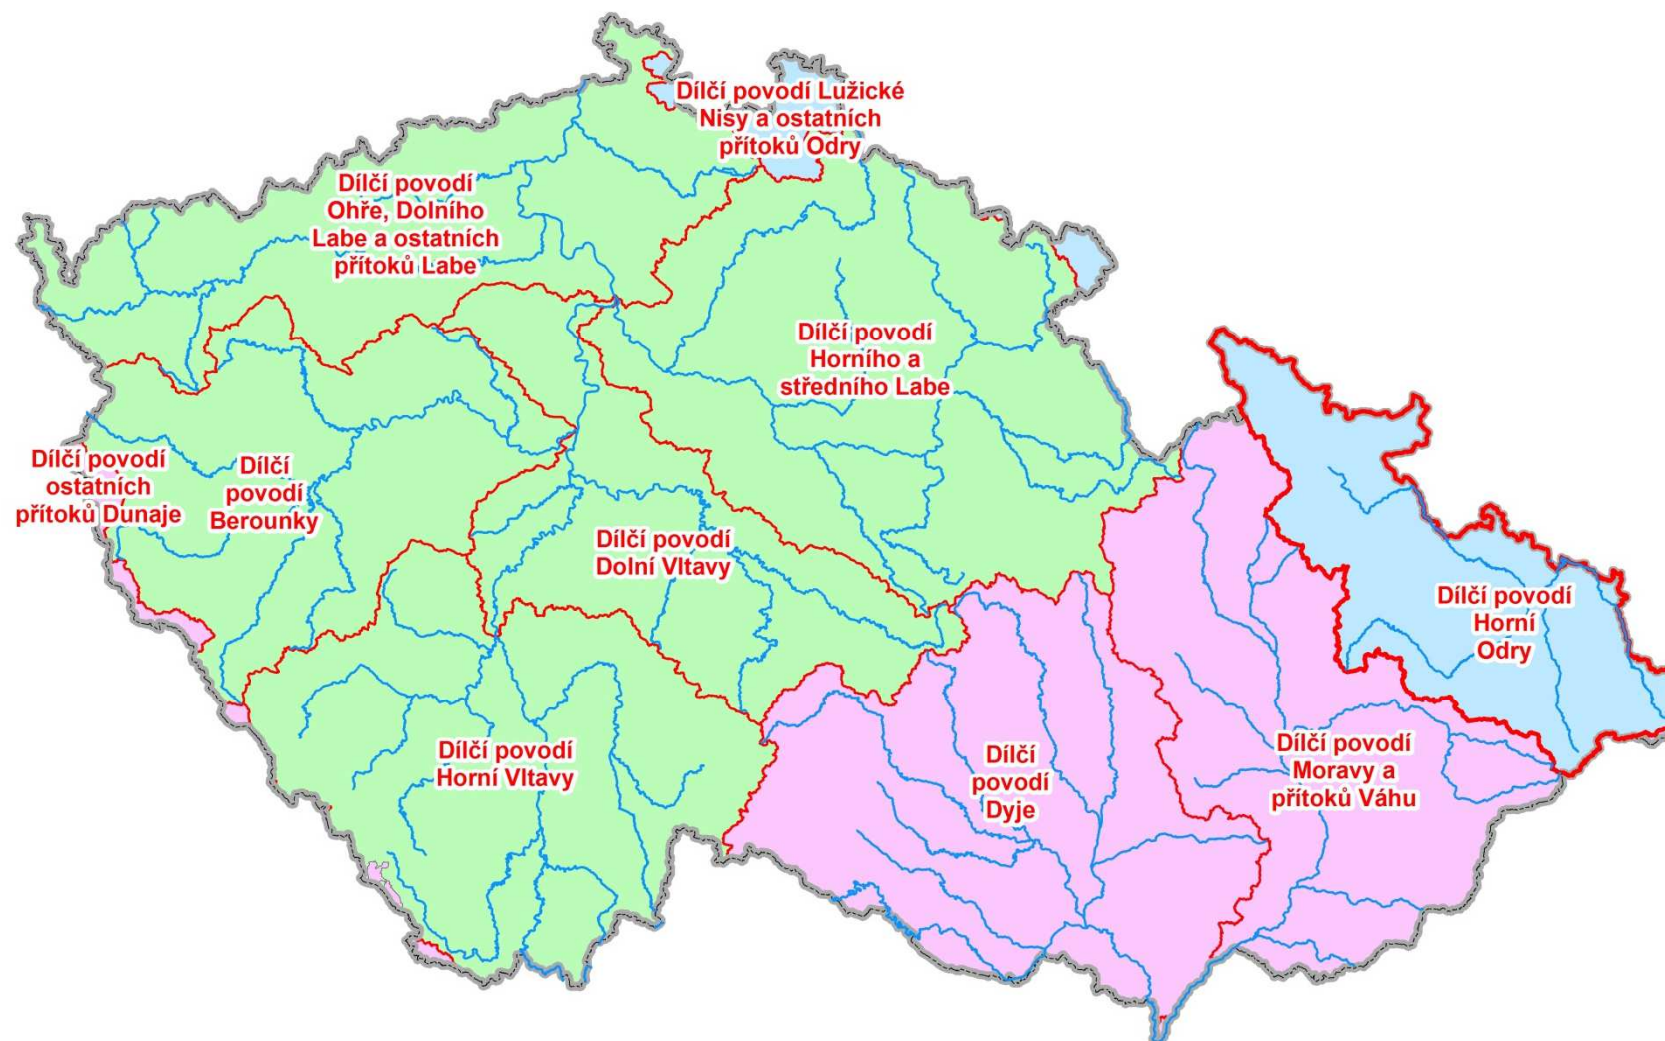 Dílčí povodí Lužické
Nisy a ostatních
přítoků Odry
Dílčí povodí
Ohře, Dolního
Labe a ostatních
přítoků Labe
Dílčí povodí
Horního a
středního Labe
Dílčí povodí
ostatních
přítoků Dunaje
Dílčí
povodí
Berounky
Dílčí povodí
Dolní Vltavy
Dílčí povodí
Horní
Odry
Dílčí povodí
Horní Vltavy
Dílčí
povodí
Dyje
Dílčí povodí
Moravy a
přítoků Váhu